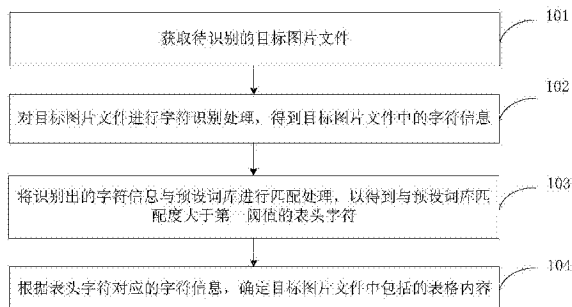 101
获取待识别的目标图片文件
102
对目标图片文件进行字符识别处理，得到目标图片文件中的字符信息
103
将识别出的字符信息与预设词库进行匹配处理，以得到与预设词库匹
配度大于第一阈值的表头字符
104
根据表头字符对应的字符信息，确定目标图片文件中包括的表格内容